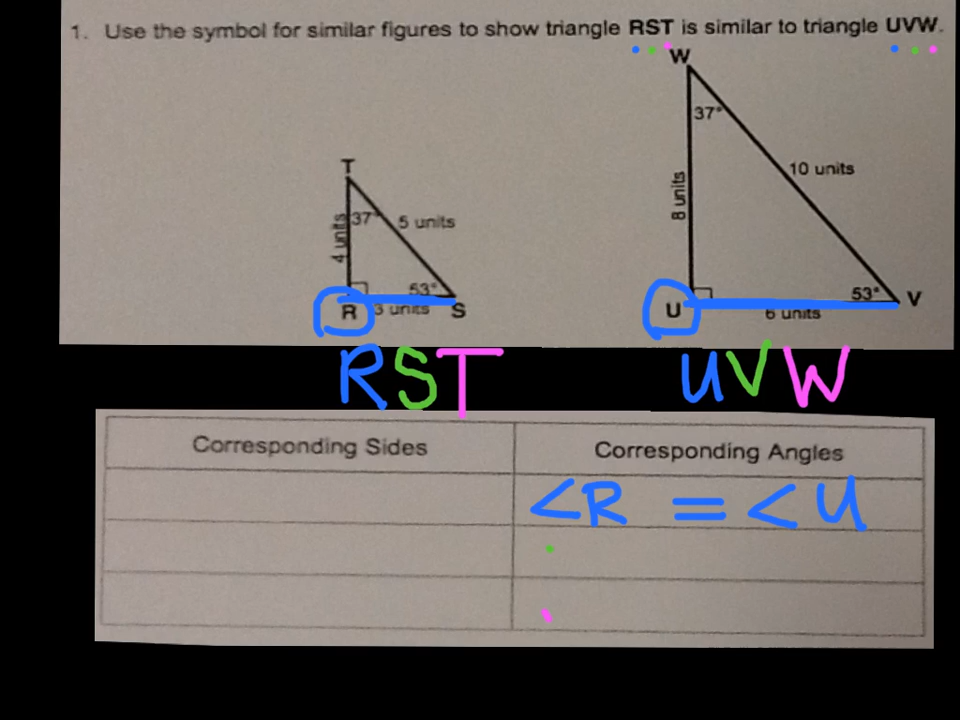 1. Use the symbol for similar figures to show triangle RST is similar to triangle UVW.
W
37°
10 units
8 units
T
37°
5 units
4 units
53°
R 3 units S
53°
U 6 units V
RST UVW
Corresponding Sides Corresponding Angles
<R = <U